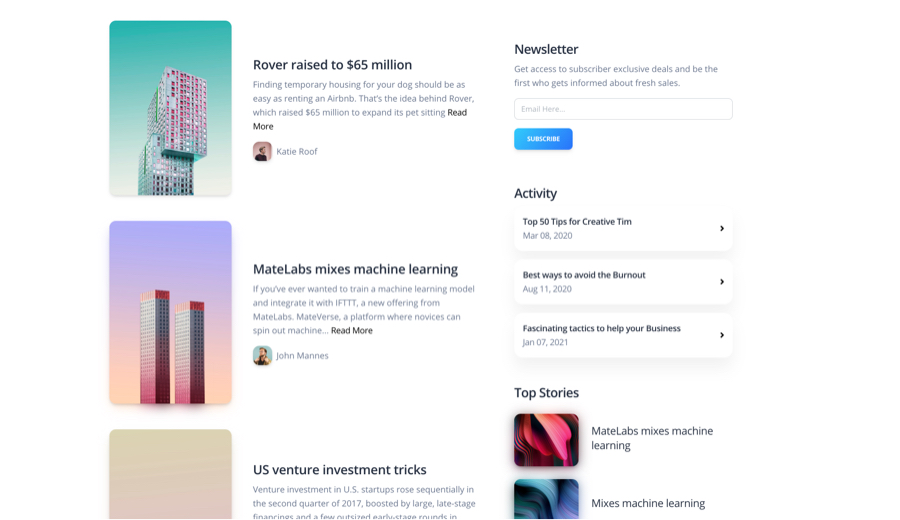 Rover raised to $65 million
Finding temporary housing for your dog should be as
easy as renting an Airbnb. That's the idea behind Rover,
which raised $65 million to expand its pet sitting Read
More
Katie Roof
MateLabs mixes machine learning
If you've ever wanted to train a machine learning model
and integrate it with IFTTT, a new offering from
MateLabs. MateVerse, a platform where novices can
spin out machine... Read More
John Mannes
US venture investment tricks
Venture investment in U.S. startups rose sequentially in
the second quarter of 2017, boosted by large, late-stage
financings and a few outsized early-stage rounds in
Newsletter
Get access to subscriber exclusive deals and be the
first who gets informed about fresh sales.
Email Here...
SUBSCRIBE
Activity
Top 50 Tips for Creative Tim
Mar 08, 2020
Best ways to avoid the Burnout
Aug 11, 2020
Fascinating tactics to help your Business
Jan 07, 2021
Top Stories
MateLabs mixes machine
learning
Mixes machine learning